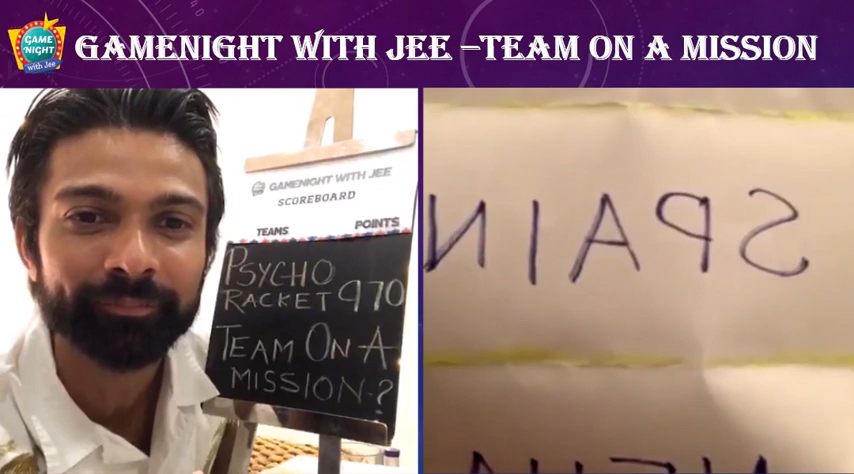 GAME
NIGHT
with Jee
GAMENIGHT WITH JEE –TEAM ON A MISSION
GAMENIGHT WITH JEE
SCOREBOARD
TEAMS POINTS
PSYCHO
RACKET 970
TEAM ON A
MISSION - ?
SPAIN